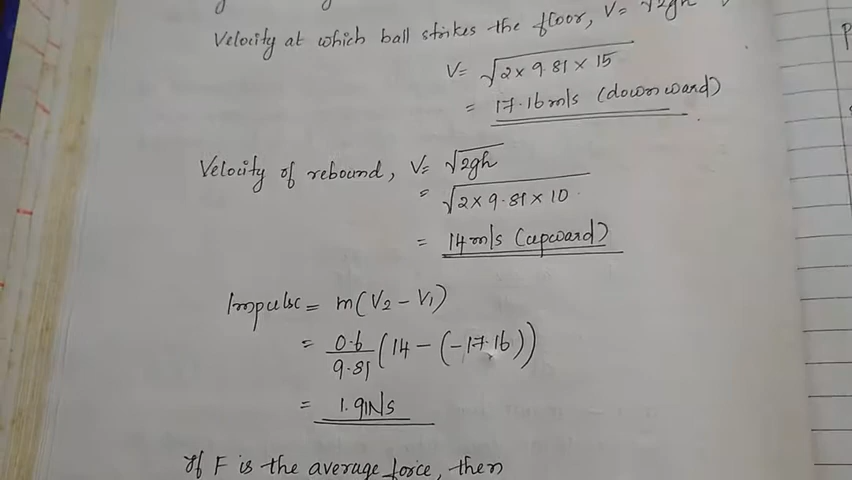 Velocity at which ball strikes the floor, V = √2gh
V = √2 × 9.81 × 15
= 17.16 m/s (downward)
Velocity of rebound, V = √2gh
= √2 × 9.81 × 10
= 14 m/s (upward)
Impulse = m(V₂ − V₁)
= 0.6/9.81 (14 − (−17.16))
= 1.91Ns
If F is the average force, then